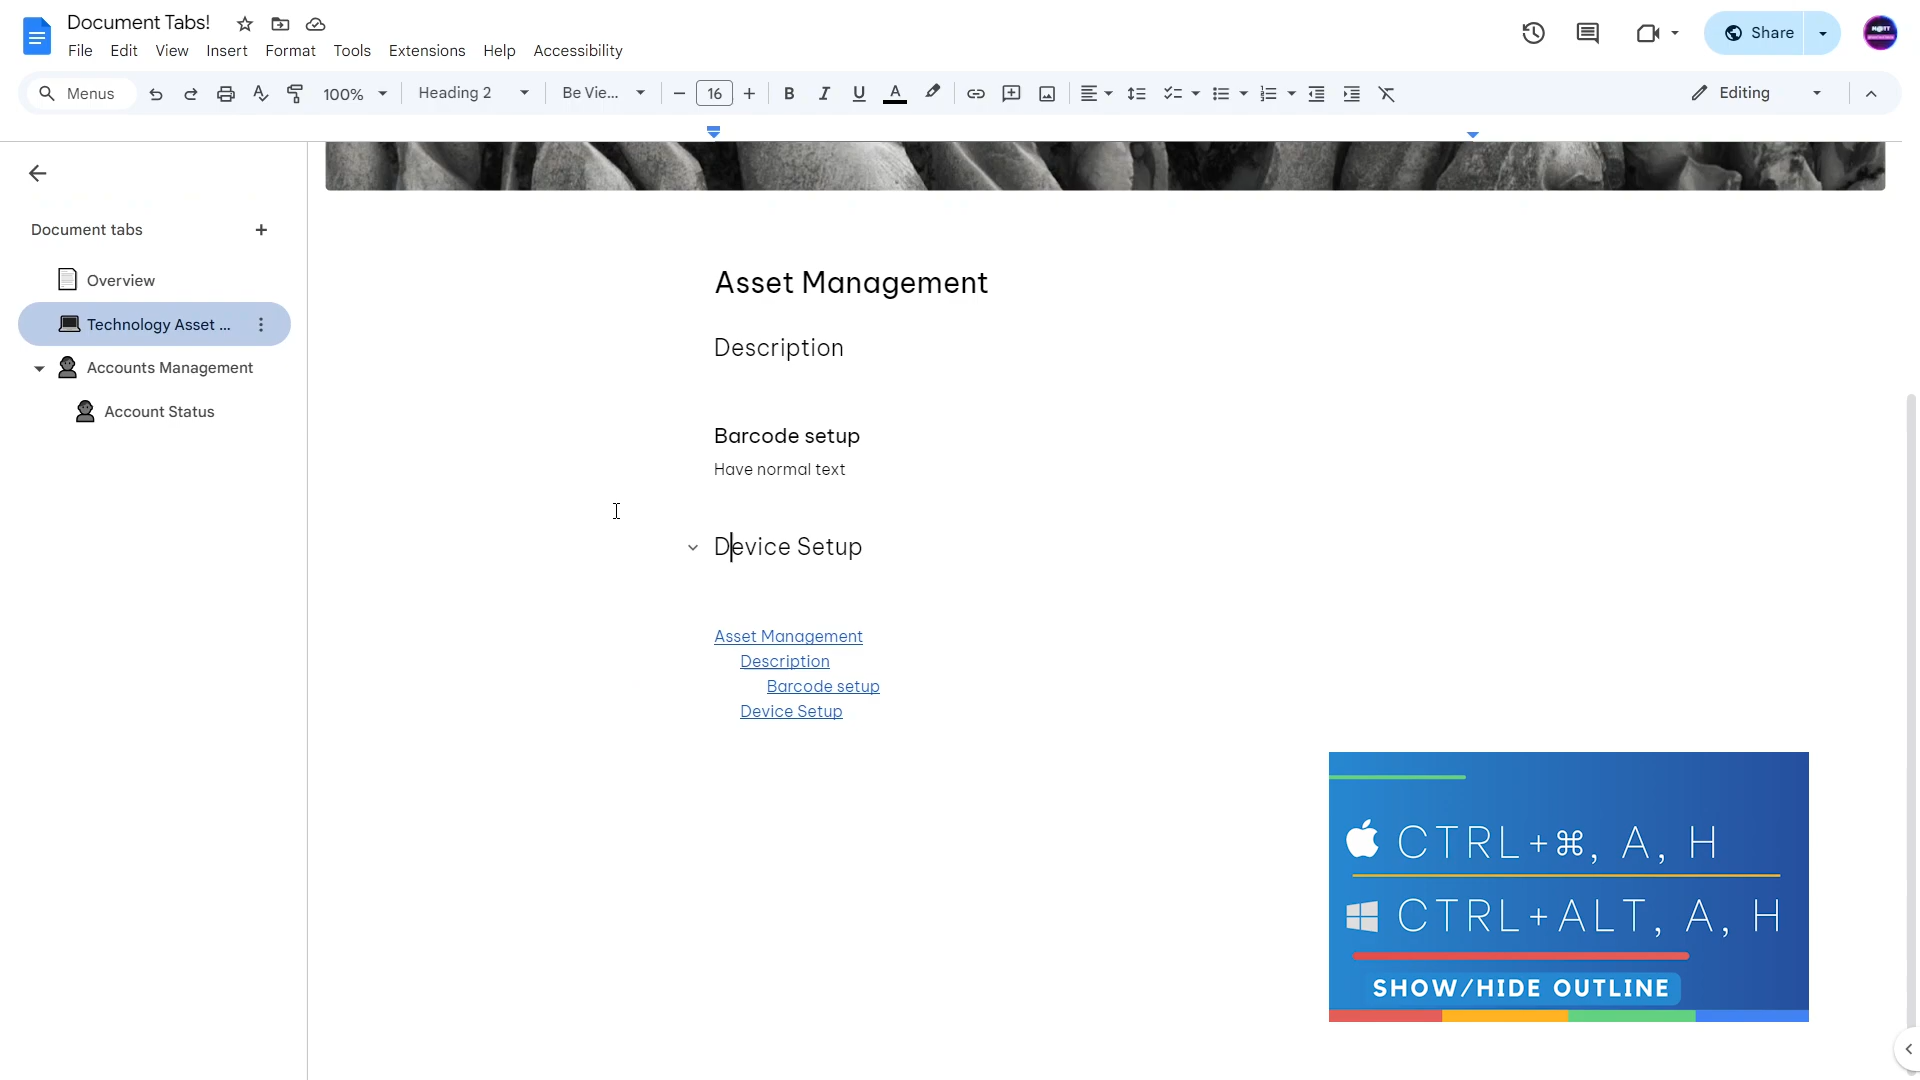 Document Tabs!
File Edit View Insert Format Tools Extensions Help Accessibility
Share
Menus 100% Heading 2 Be Vie... 16 Editing
Document tabs
Overview
Technology Asset ...
Accounts Management
Account Status
Asset Management
Description
Barcode setup
Have normal text
Device Setup
Asset Management
Description
Barcode setup
Device Setup
CTRL+⌘, A, H
CTRL+ALT, A, H
SHOW/HIDE OUTLINE